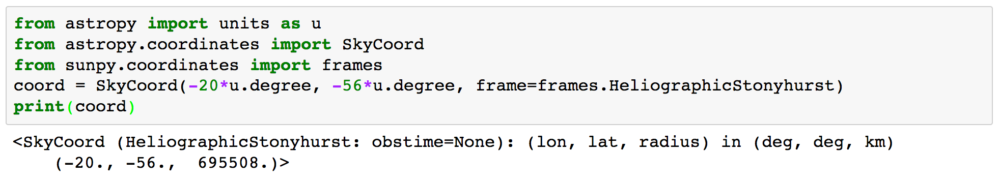 from astropy import units as u
from astropy.coordinates import SkyCoord
from sunpy.coordinates import frames
coord = SkyCoord(-20*u.degree, -56*u.degree, frame=frames.HeliographicStonyhurst)
print(coord)
<SkyCoord (HeliographicStonyhurst: obstime=None): (lon, lat, radius) in (deg, deg, km)
    (-20., -56.,  695508.)>